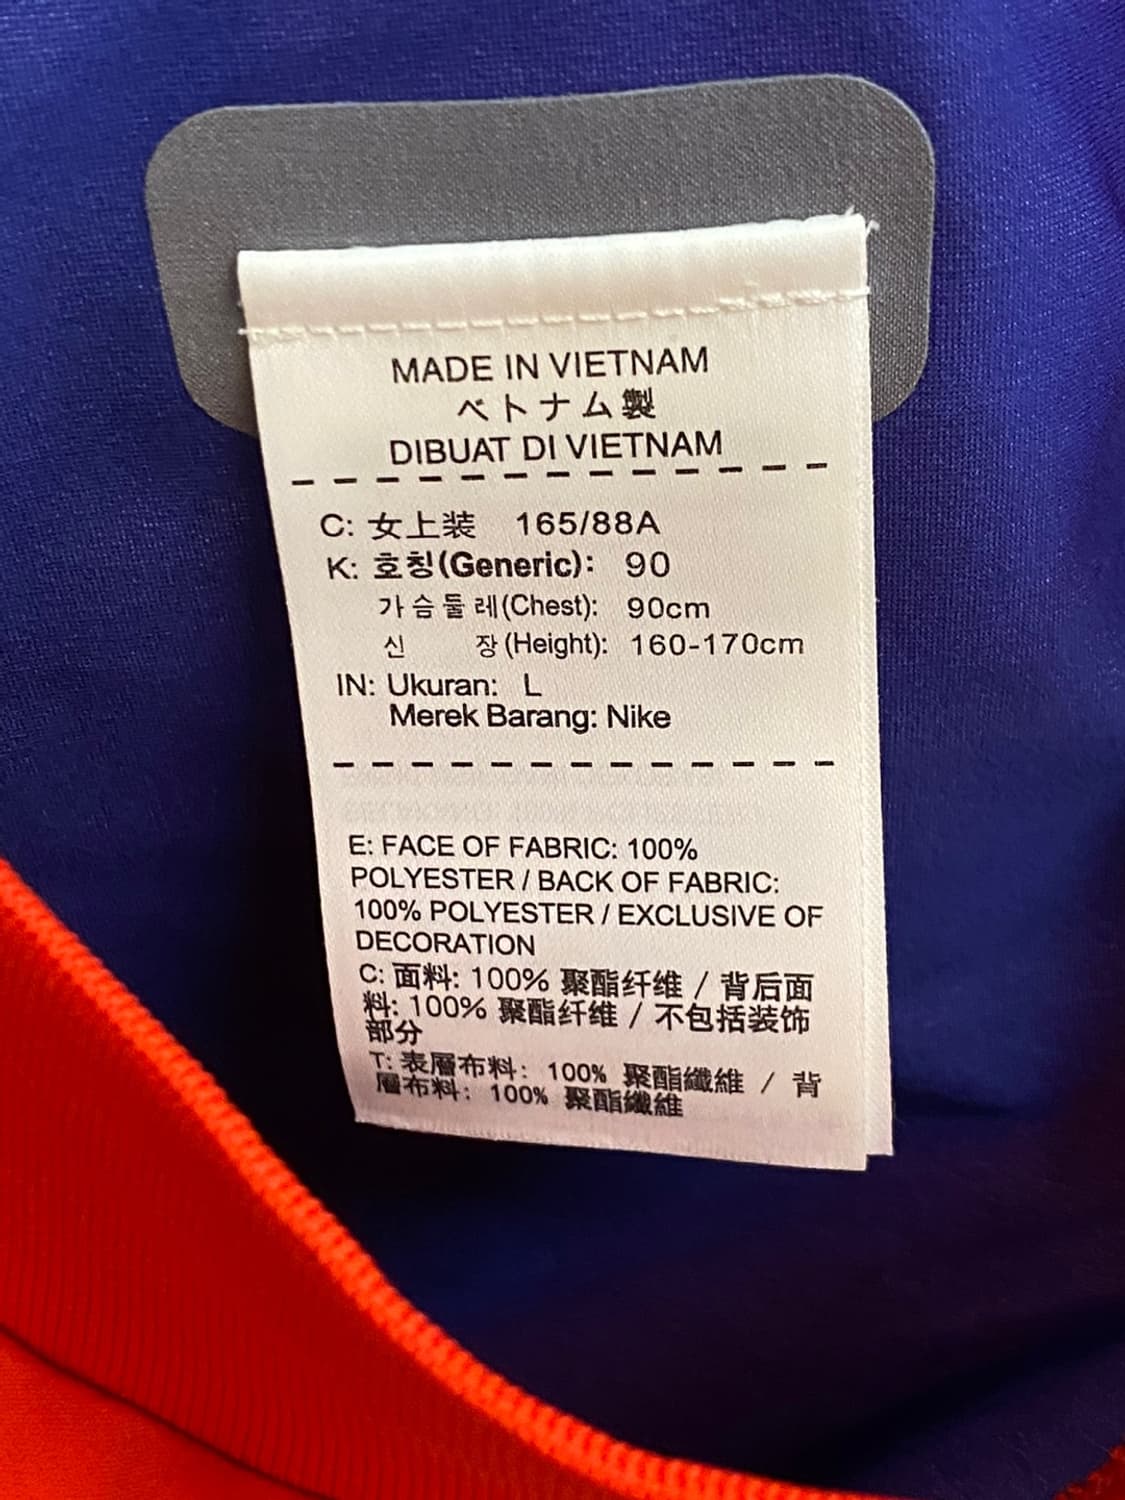 MADE IN VIETNAM
ベトナム製
DIBUAT DI VIETNAM
C: 女上装 165/88A
K: 호칭(Generic): 90
가슴둘레(Chest): 90cm
신 장(Height): 160-170cm
IN: Ukuran: L
Merek Barang: Nike
E: FACE OF FABRIC: 100%
POLYESTER / BACK OF FABRIC:
100% POLYESTER / EXCLUSIVE OF
DECORATION
C: 面料: 100% 聚酯纤维 / 背后面
料: 100% 聚酯纤维 / 不包括装饰
部分
T: 表層布料: 100% 聚酯纖維 / 背
層布料: 100% 聚酯纖維